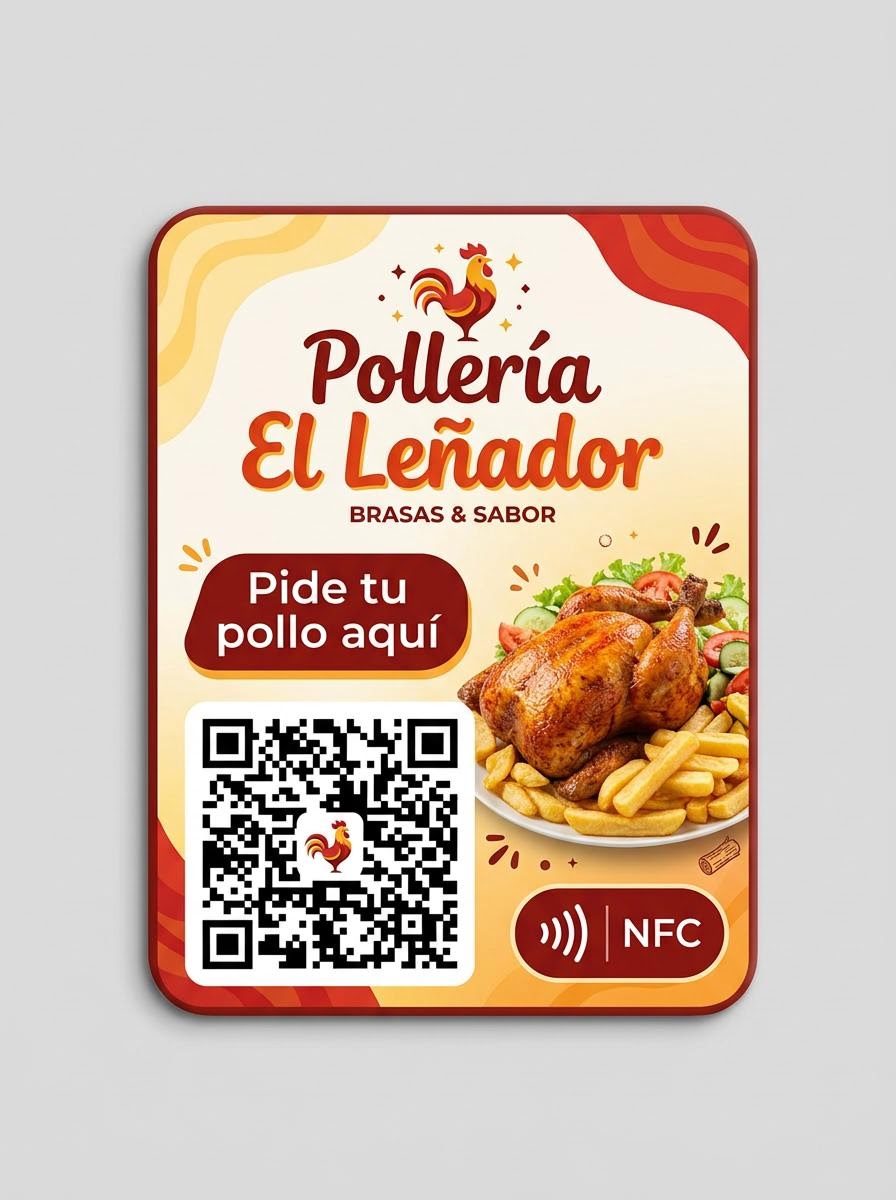 Pollería
El Leñador
BRASAS & SABOR
Pide tu
pollo aquí
NFC